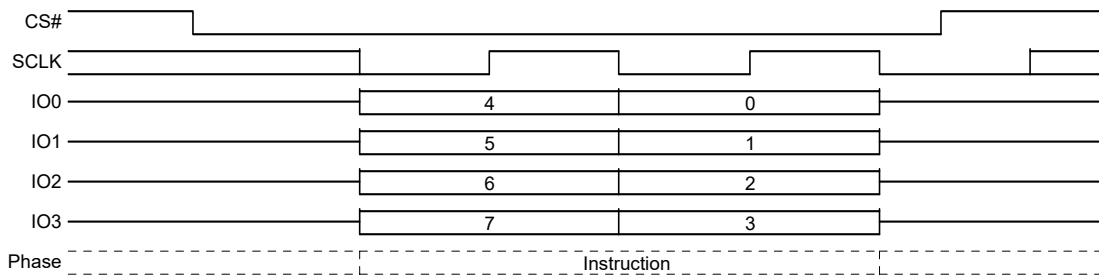 CS#
SCLK
IO0 4 0
IO1 5 1
IO2 6 2
IO3 7 3
Phase Instruction